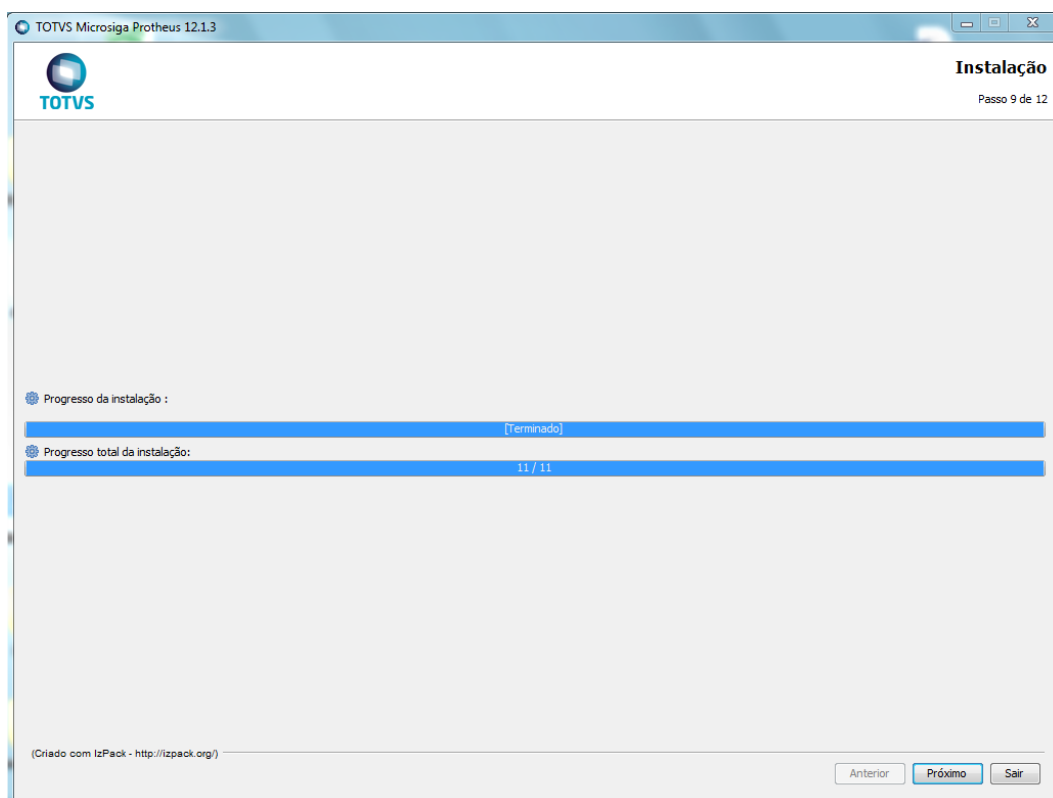 TOTVS Microsiga Protheus 12.1.3
TOTVS
Instalação
Passo 9 de 12
Progresso da instalação :
[Terminado]
Progresso total da instalação:
11 / 11
(Criado com IzPack - http://izpack.org/)
Anterior
Próximo
Sair